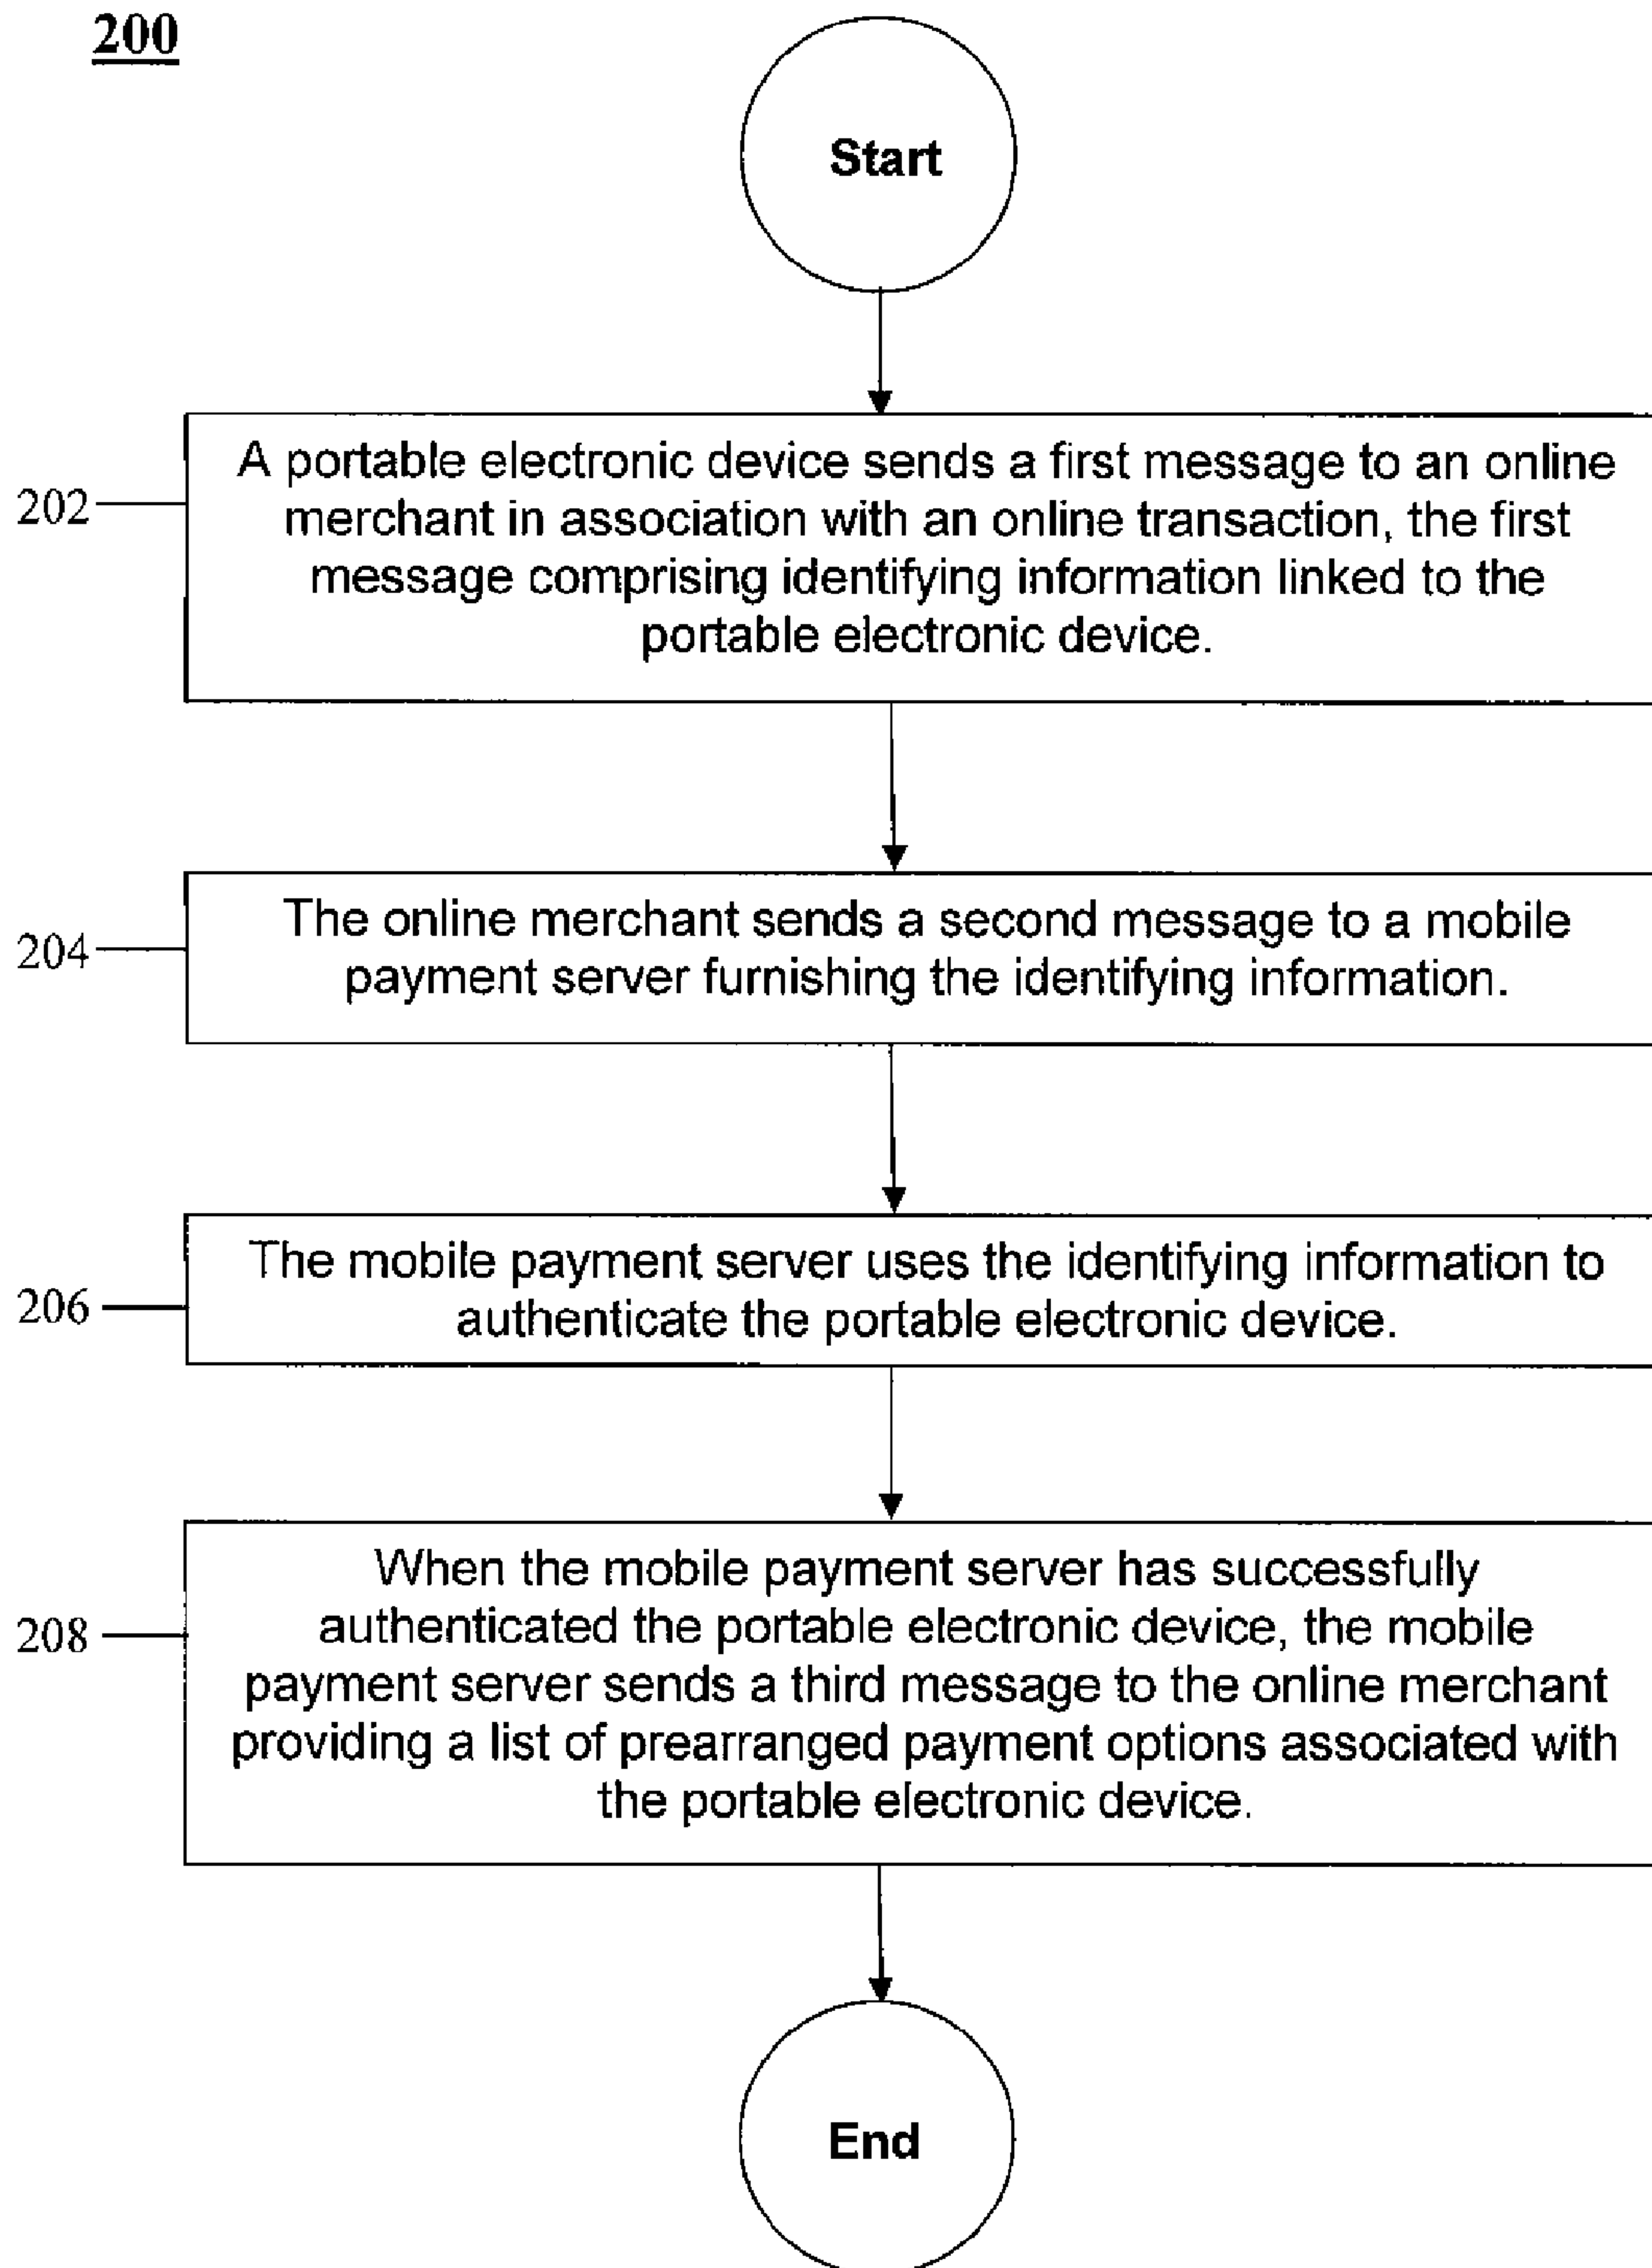 200
Start
202
A portable electronic device sends a first message to an online
merchant in association with an online transaction, the first
message comprising identifying information linked to the
portable electronic device.
204
The online merchant sends a second message to a mobile
payment server furnishing the identifying information.
206
The mobile payment server uses the identifying information to
authenticate the portable electronic device.
208
When the mobile payment server has successfully
authenticated the portable electronic device, the mobile
payment server sends a third message to the online merchant
providing a list of prearranged payment options associated with
the portable electronic device.
End